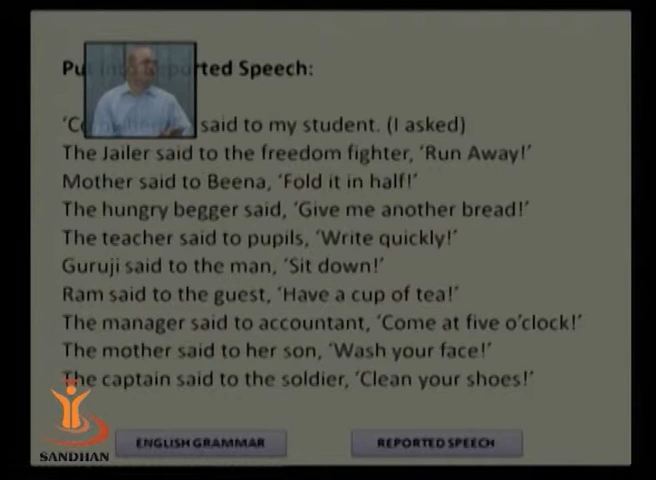 Put into Reported Speech:
said to my student. (I asked)
The Jailer said to the freedom fighter, ‘Run Away!’
Mother said to Beena, ‘Fold it in half!’
The hungry begger said, ‘Give me another bread!’
The teacher said to pupils, ‘Write quickly!’
Guruji said to the man, ‘Sit down!’
Ram said to the guest, ‘Have a cup of tea!’
The manager said to accountant, ‘Come at five o’clock!’
The mother said to her son, ‘Wash your face!’
The captain said to the soldier, ‘Clean your shoes!’
ENGLISH GRAMMAR REPORTED SPEECH
SANDHAN